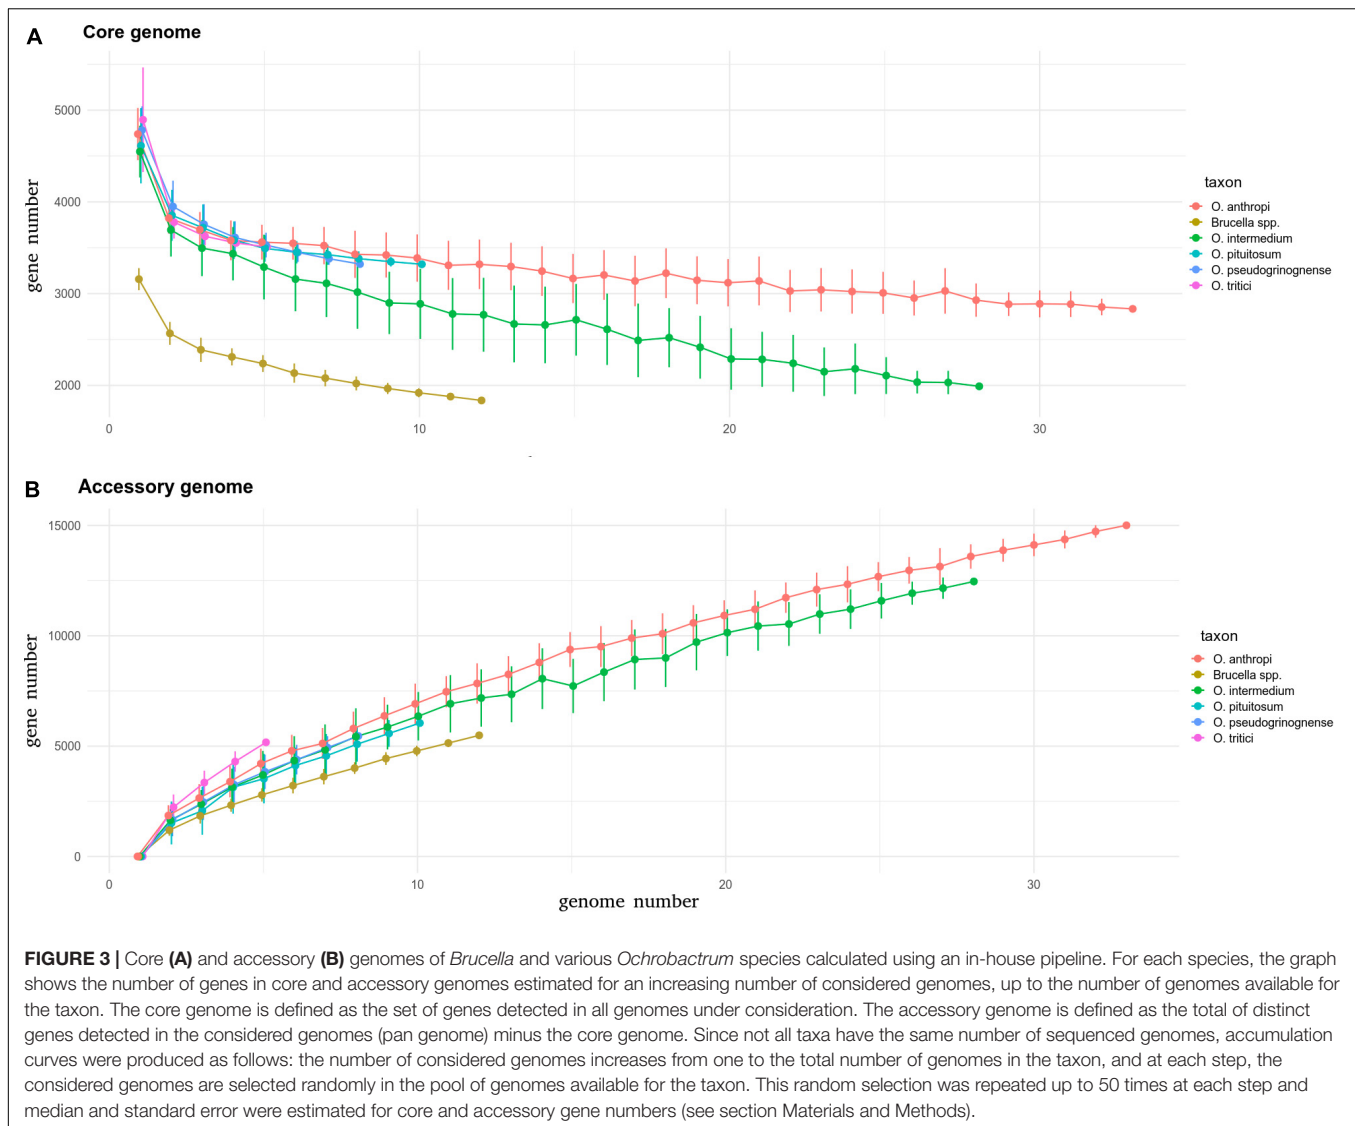 A Core genome
5000
4000
3000
2000
gene number
0 10 20 30
taxon
O. anthropi
Brucella spp.
O. intermedium
O. pituitosum
O. pseudogrinognense
O. tritici
B Accessory genome
15000
10000
5000
0
gene number
0 10 20 30
genome number
taxon
O. anthropi
Brucella spp.
O. intermedium
O. pituitosum
O. pseudogrinognense
O. tritici
FIGURE 3 | Core (A) and accessory (B) genomes of Brucella and various Ochrobactrum species calculated using an in-house pipeline. For each species, the graph
shows the number of genes in core and accessory genomes estimated for an increasing number of considered genomes, up to the number of genomes available for
the taxon. The core genome is defined as the set of genes detected in all genomes under consideration. The accessory genome is defined as the total of distinct
genes detected in the considered genomes (pan genome) minus the core genome. Since not all taxa have the same number of sequenced genomes, accumulation
curves were produced as follows: the number of considered genomes increases from one to the total number of genomes in the taxon, and at each step, the
considered genomes are selected randomly in the pool of genomes available for the taxon. This random selection was repeated up to 50 times at each step and
median and standard error were estimated for core and accessory gene numbers (see section Materials and Methods).